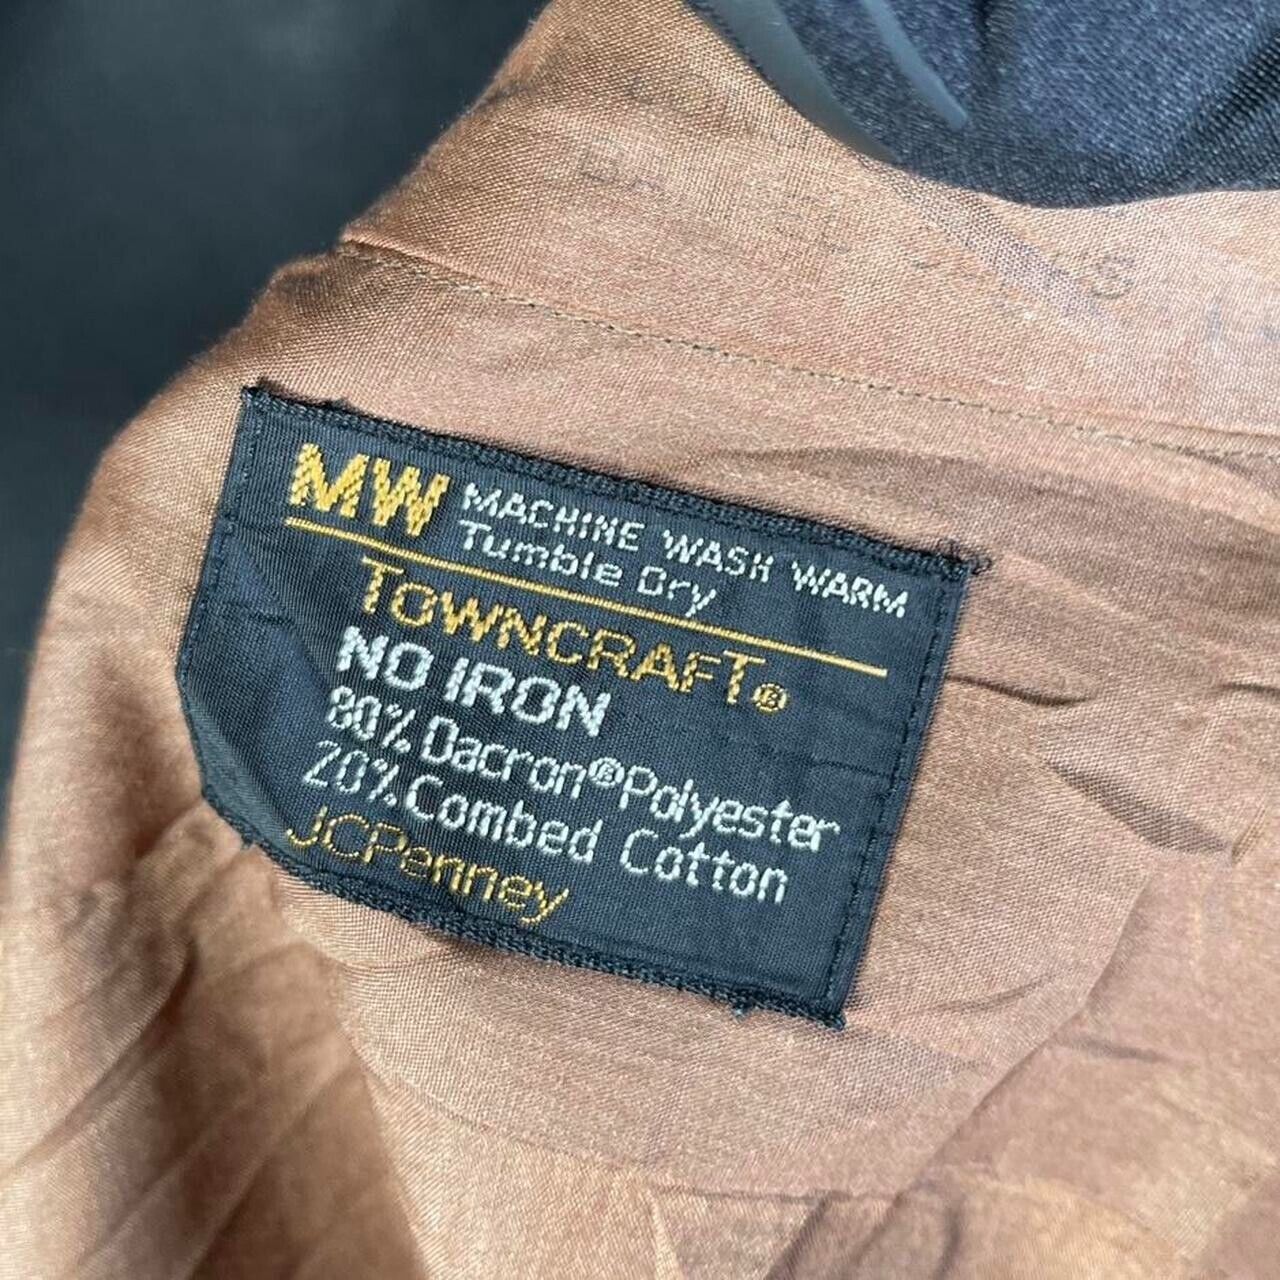 MW MACHINE WASH WARM
Tumble Dry
TOWNCRAFT®
NO IRON
80% Dacron® Polyester
20% Combed Cotton
JCPenney